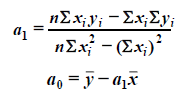 a₁ = (nΣxᵢyᵢ − ΣxᵢΣyᵢ) / (nΣxᵢ² − (Σxᵢ)²)
a₀ = ȳ − a₁x̄